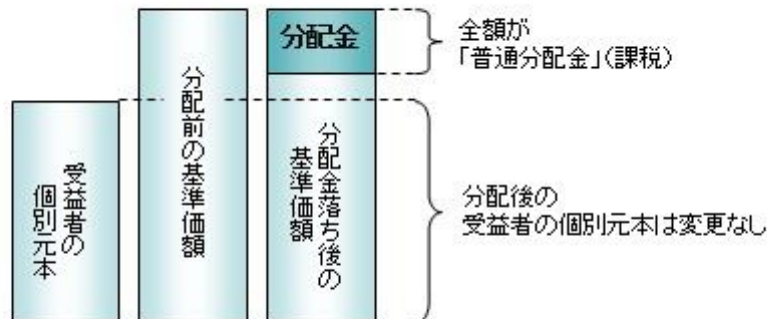 受益者の
個別元本
分配前の基準価額
分配金
分配金落ち後の
基準価額
全額が
「普通分配金」(課税)
分配後の
受益者の個別元本は変更なし